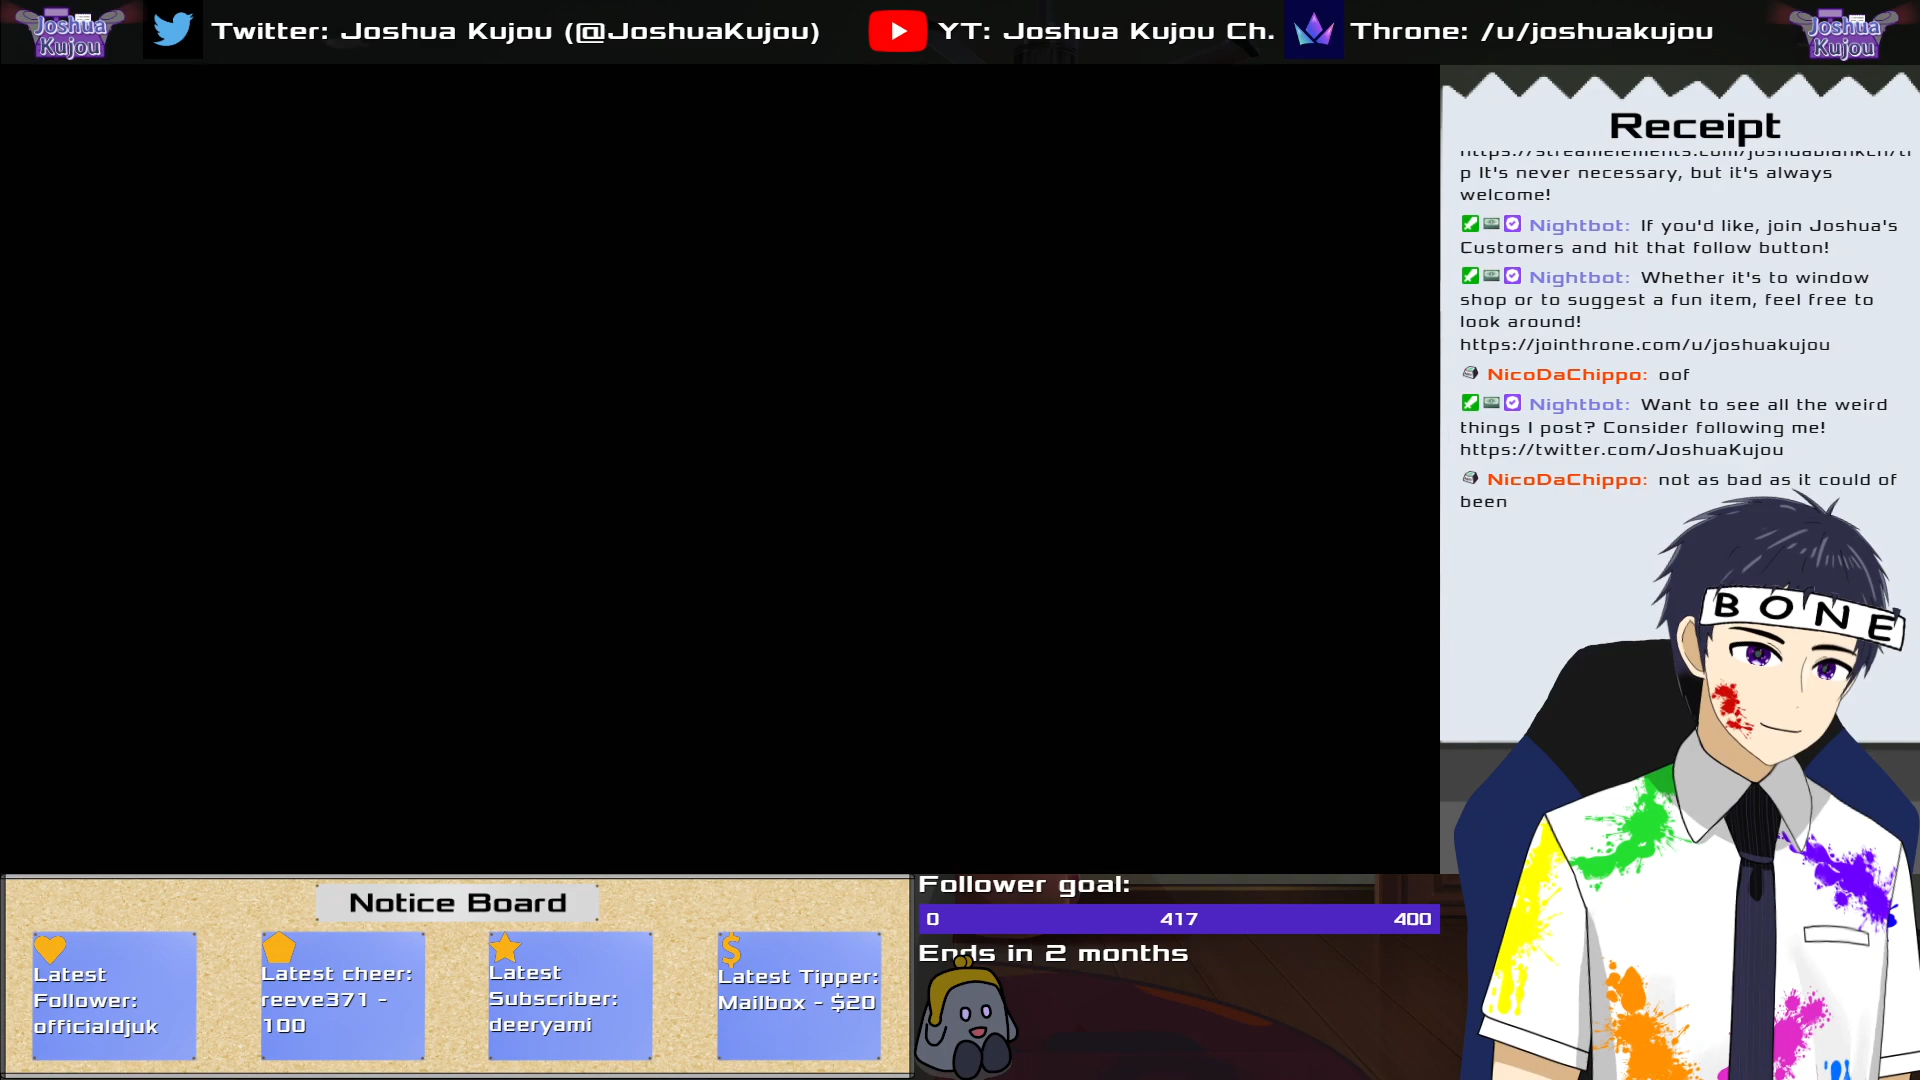 Joshua
Kujou
Twitter: Joshua Kujou (@JoshuaKujou)
YT: Joshua Kujou Ch.
Throne: /u/joshuakujou
Joshua
Kujou
Receipt
https://streamelements.com/joshuablankch/ti
p It's never necessary, but it's always
welcome!
Nightbot: If you'd like, join Joshua's
Customers and hit that follow button!
Nightbot: Whether it's to window
shop or to suggest a fun item, feel free to
look around!
https://jointhrone.com/u/joshuakujou
NicoDaChippo: oof
Nightbot: Want to see all the weird
things I post? Consider following me!
https://twitter.com/JoshuaKujou
NicoDaChippo: not as bad as it could of
been
BONE
Notice Board
Latest
Follower:
officialdjuk
Latest cheer:
reeve371 -
100
Latest
Subscriber:
deeryami
Latest Tipper:
Mailbox - $20
Follower goal:
0 417 400
Ends in 2 months